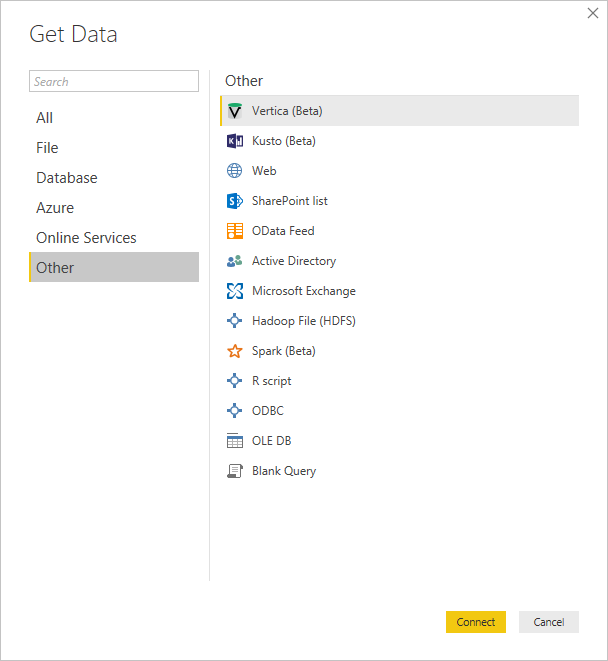 Get Data
Search
All
File
Database
Azure
Online Services
Other
Other
Vertica (Beta)
Kusto (Beta)
Web
SharePoint list
OData Feed
Active Directory
Microsoft Exchange
Hadoop File (HDFS)
Spark (Beta)
R script
ODBC
OLE DB
Blank Query
Connect
Cancel